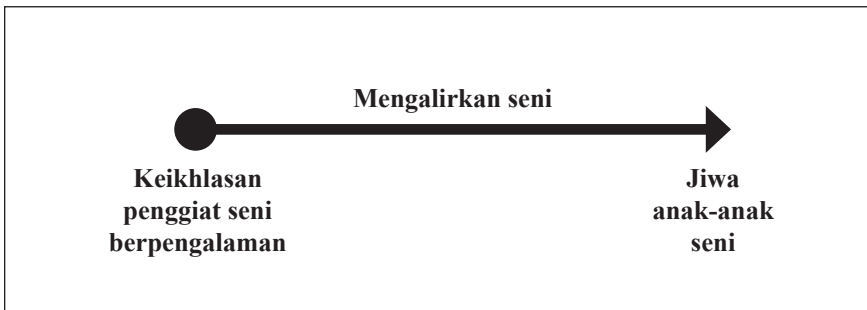 Mengalirkan seni
Keikhlasan
penggiat seni
berpengalaman
Jiwa
anak-anak
seni